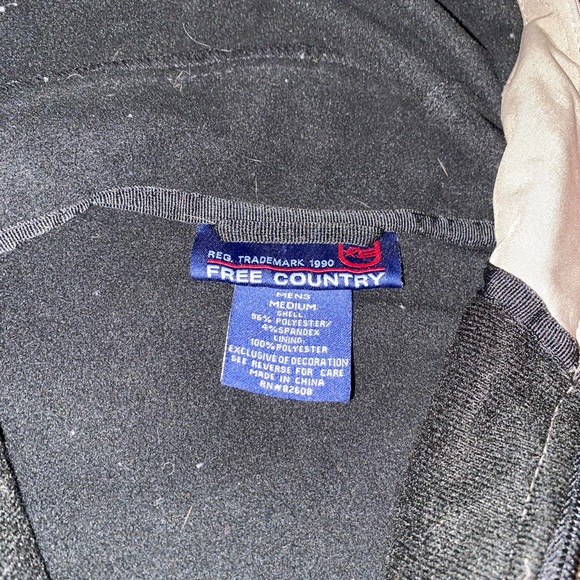 REG. TRADEMARK 1990
FREE COUNTRY
MENS
MEDIUM
SHELL:
96% POLYESTER/
4% SPANDEX
LINING:
100% POLYESTER
EXCLUSIVE OF DECORATION
SEE REVERSE FOR CARE
MADE IN CHINA
RN# 82608